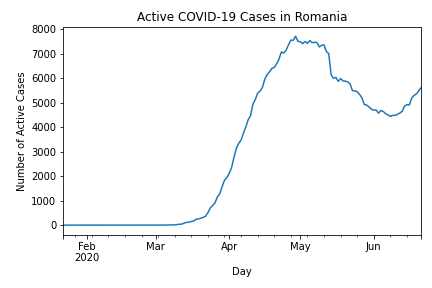 Active COVID-19 Cases in Romania
Number of Active Cases
8000
7000
6000
5000
4000
3000
2000
1000
0
Feb Mar Apr May Jun
2020
Day